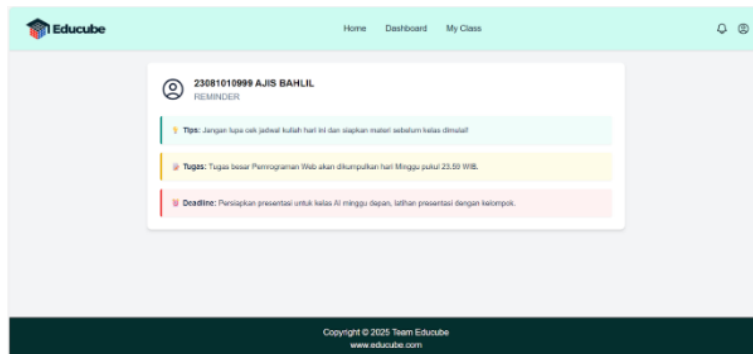 Educube
Home Dashboard My Class
23081010999 AJIS BAHLIL
REMINDER
Tips: Jangan lupa cek jadwal kuliah hari ini dan siapkan materi sebelum kelas dimulai!
Tugas: Tugas besar Pemrograman Web akan dikumpulkan hari Minggu pukul 23.59 WIB.
Deadline: Persiapkan presentasi untuk kelas AI minggu depan, latihan presentasi dengan kelompok.
Copyright © 2025 Team Educube
www.educube.com